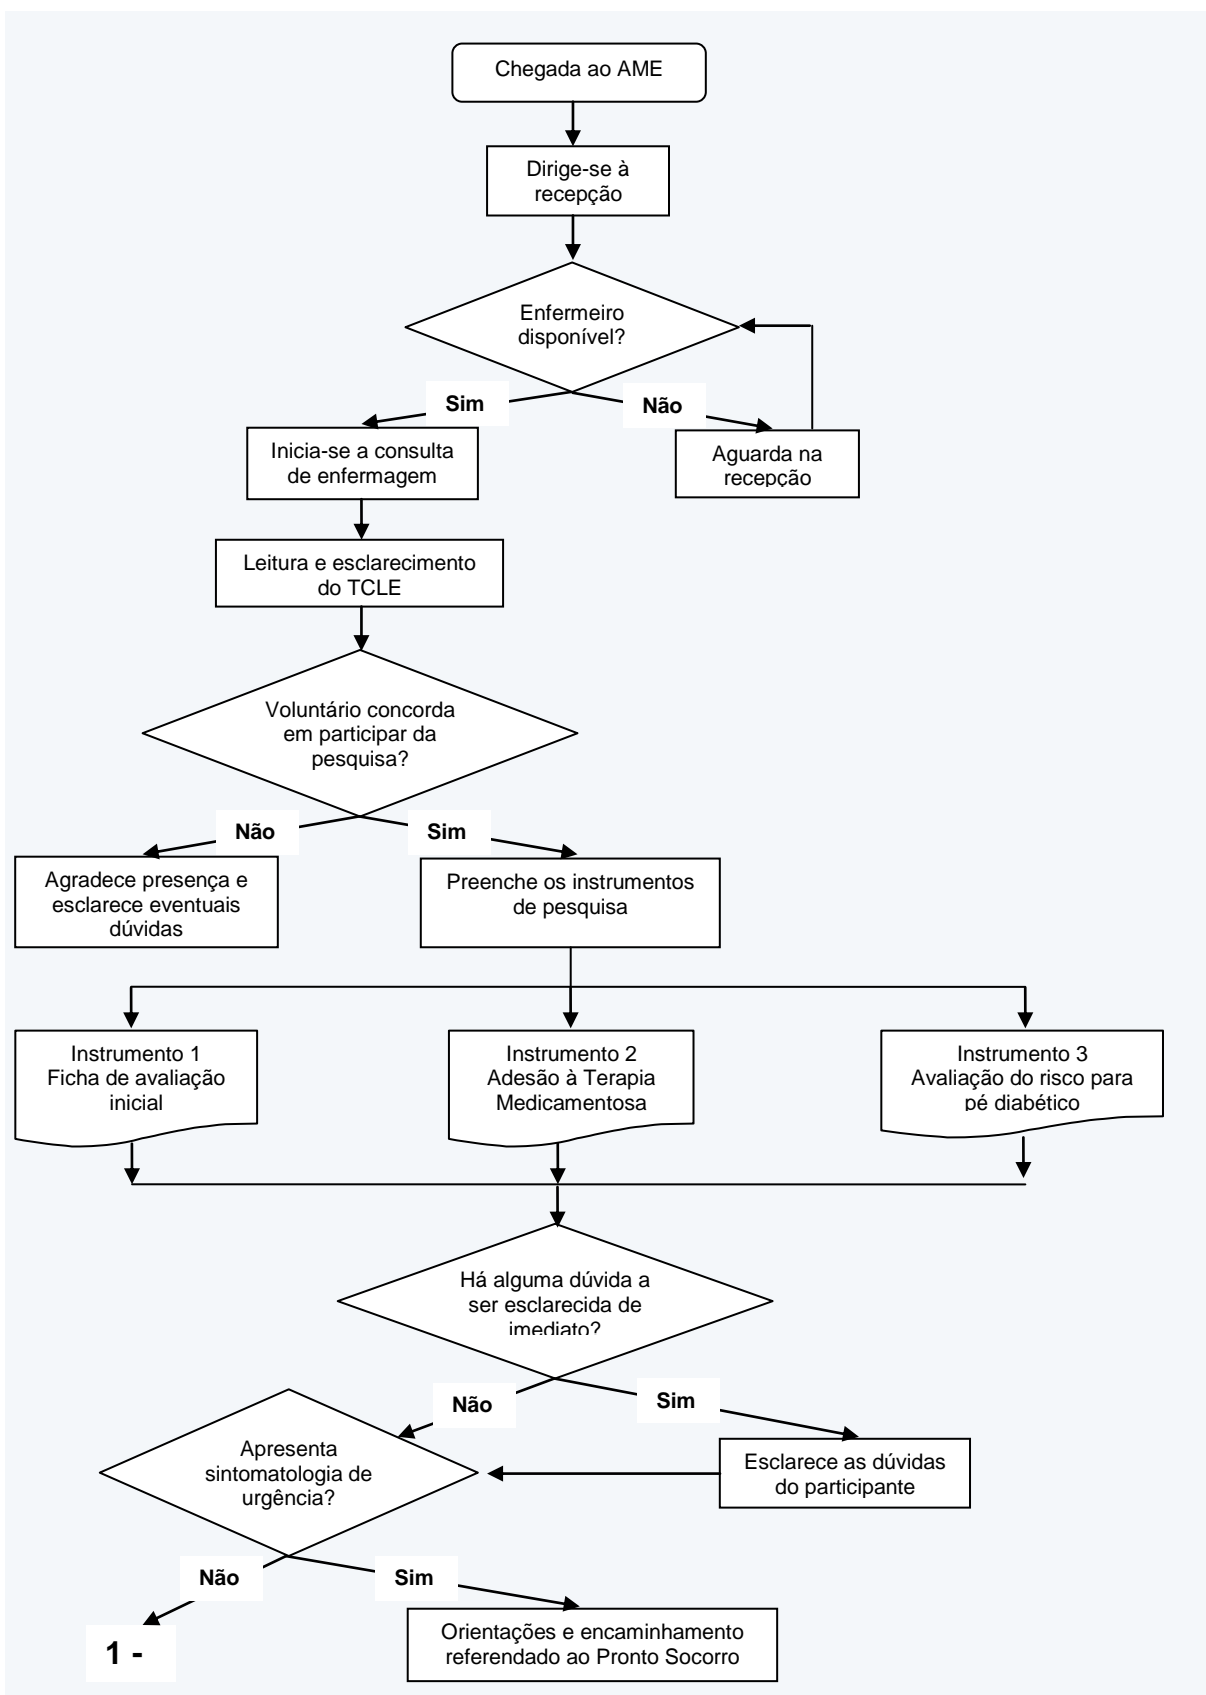 Chegada ao AME
Dirige-se à
recepção
Enfermeiro
disponível?
Sim
Não
Inicia-se a consulta
de enfermagem
Aguarda na
recepção
Leitura e esclarecimento
do TCLE
Voluntário concorda
em participar da
pesquisa?
Não
Sim
Agradece presença e
esclarece eventuais
dúvidas
Preenche os instrumentos
de pesquisa
Instrumento 1
Ficha de avaliação
inicial
Instrumento 2
Adesão à Terapia
Medicamentosa
Instrumento 3
Avaliação do risco para
pé diabético
Há alguma dúvida a
ser esclarecida de
imediato?
Não
Sim
Apresenta
sintomatologia de
urgência?
Esclarece as dúvidas
do participante
Não
Sim
1 -
Orientações e encaminhamento
referendado ao Pronto Socorro